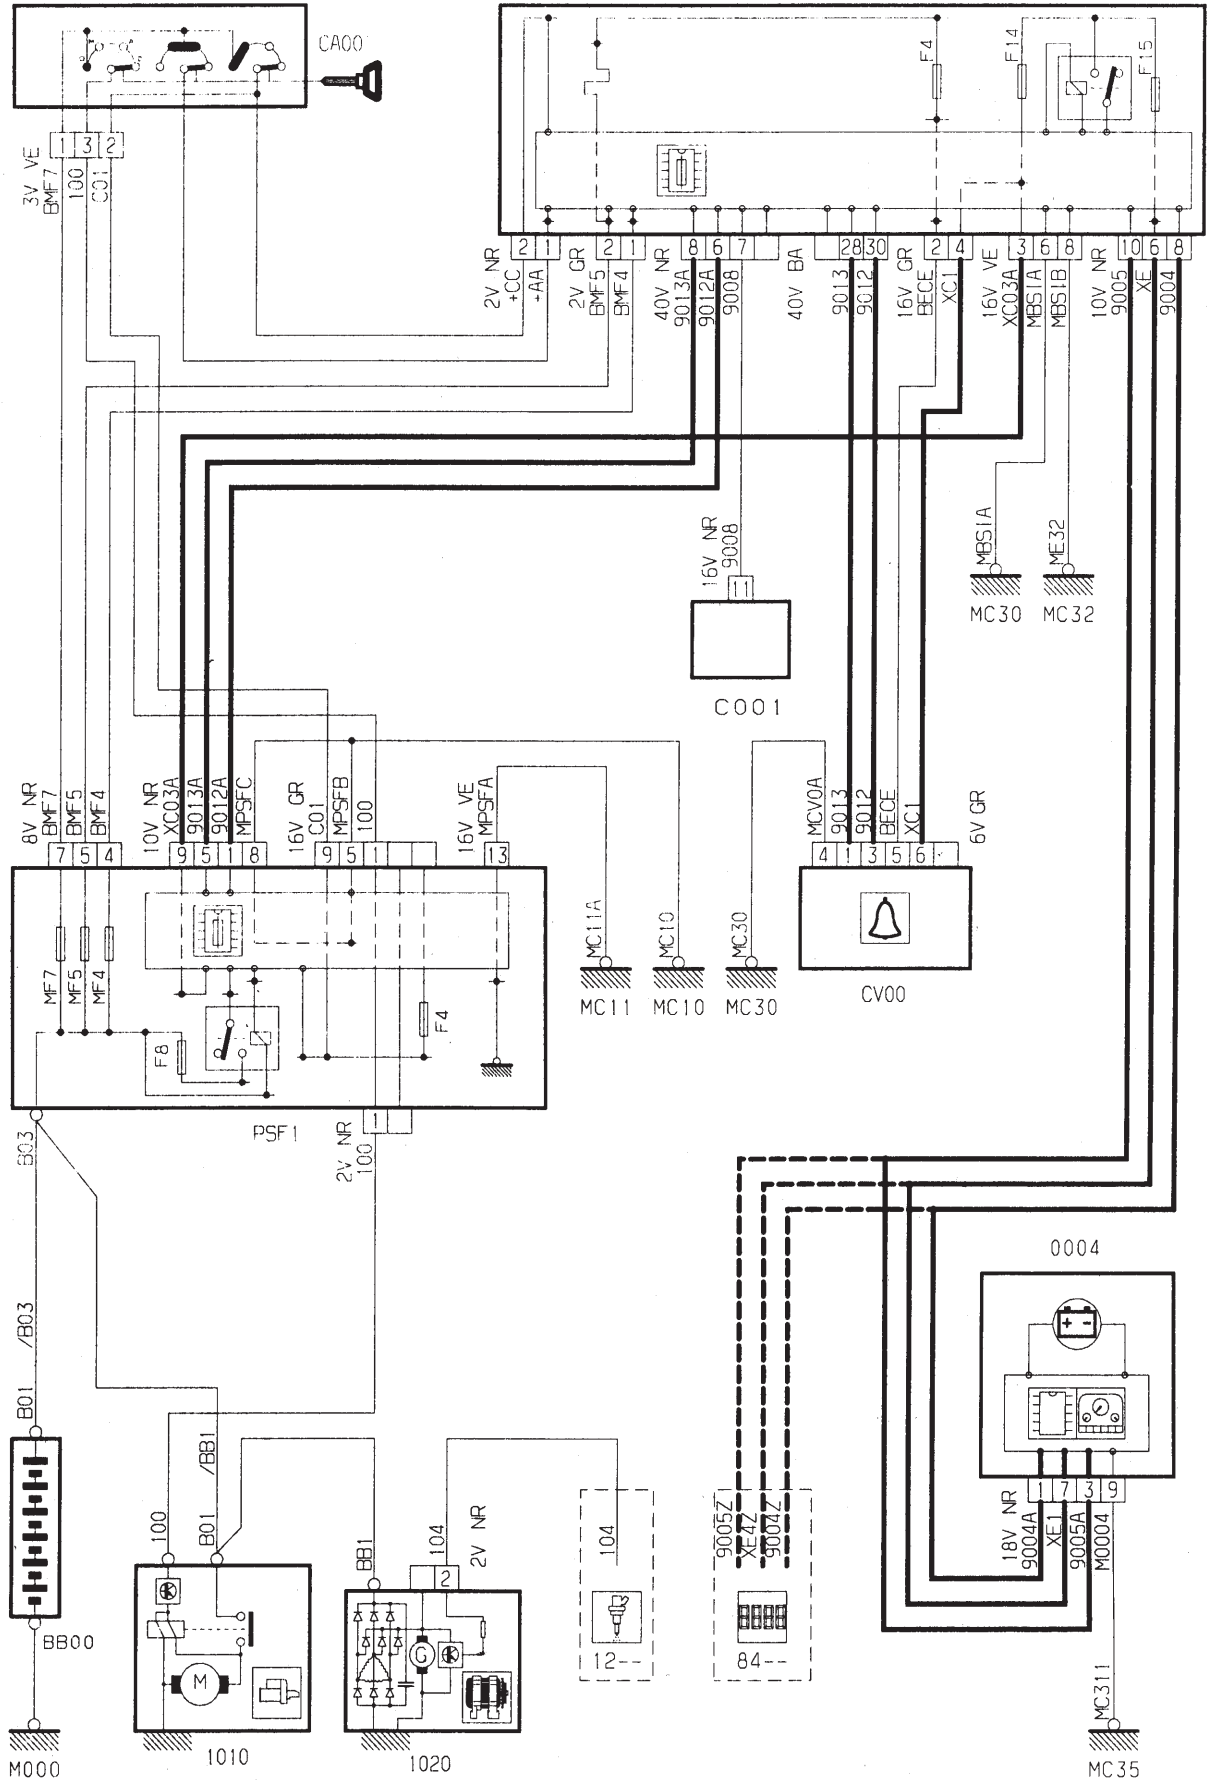 CA00
F4
F14
F15
1 3 2
3V VE
BMF7
100
C01
2 1
2 1
8 6 7
28 30
2 4
3 6 8
10 6 8
2V NR
+CC
+AA
2V GR
BMF5
BMF4
40V NR
9013A
9012A
9008
40V BA
9013
9012
16V GR
BECE
XC1
16V VE
XC03A
MBS1A
MBS1B
10V NR
9005
XE
9004
16V NR
9008
11
C001
MBS1A
MC30
ME32
MC32
8V NR
BMF7
BMF5
BMF4
10V NR
XC03A
9013A
9012A
MPSFC
16V GR
C01
MPSFB
100
16V VE
MPSFA
MCV0A
9013
9012
BECE
XC1
6V GR
7 5 4
9 5 1 8
9 5 1
13
4 1 3 5 6
MF7
MF5
MF4
F8
F4
MC11A
MC11
MC10
MC10
MC30
MC30
CV00
PSF1
1
2V NR
100
B03
/B03
B01
BB00
M000
100
B01
/BB1
M
1010
BB1
104
2
2V NR
G
1020
104
12--
9005Z
XE4Z
9004Z
84--
0004
+ -
1 7 3 9
18V NR
9004A
XE1
9005A
M0004
MC311
MC35